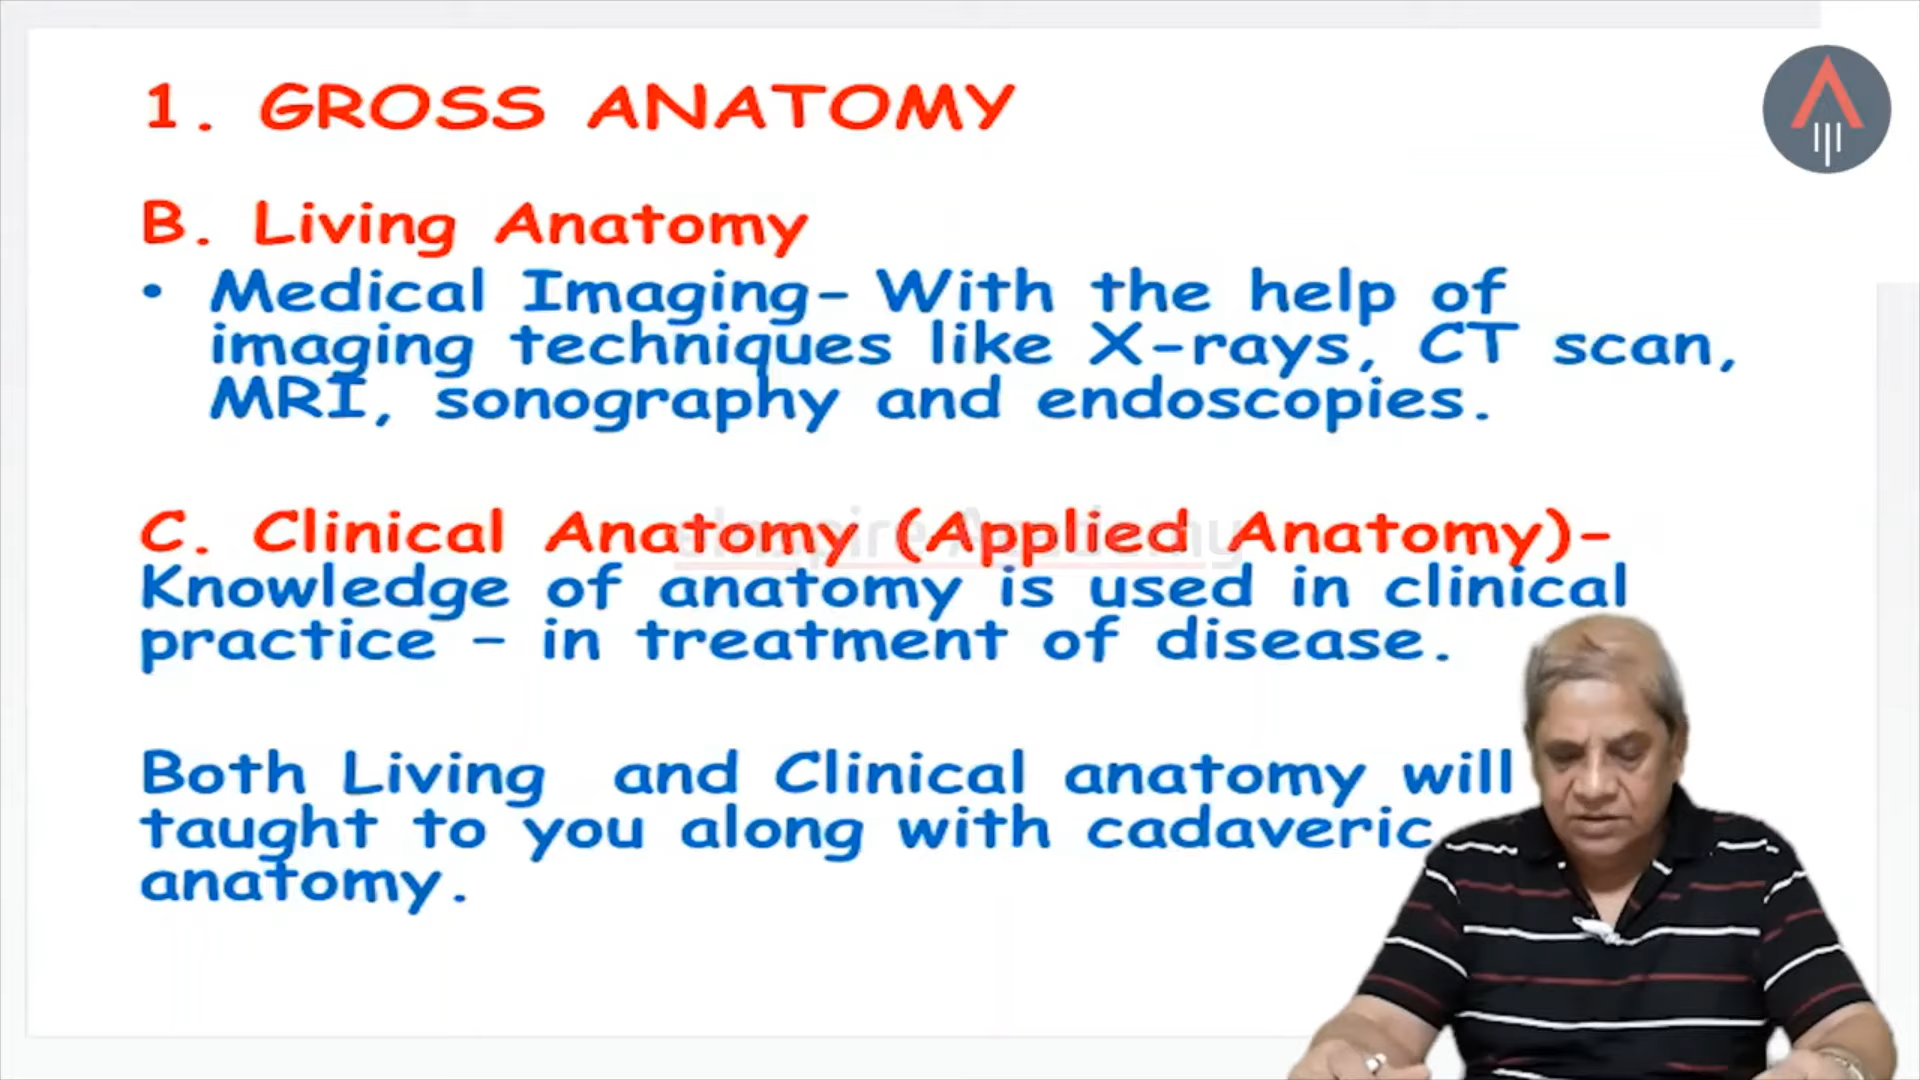 1. GROSS ANATOMY
B. Living Anatomy
• Medical Imaging- With the help of
imaging techniques like X-rays, CT scan,
MRI, sonography and endoscopies.
C. Clinical Anatomy (Applied Anatomy)-
Inspire Academy
Knowledge of anatomy is used in clinical
practice – in treatment of disease.
Both Living and Clinical anatomy will
taught to you along with cadaveric
anatomy.